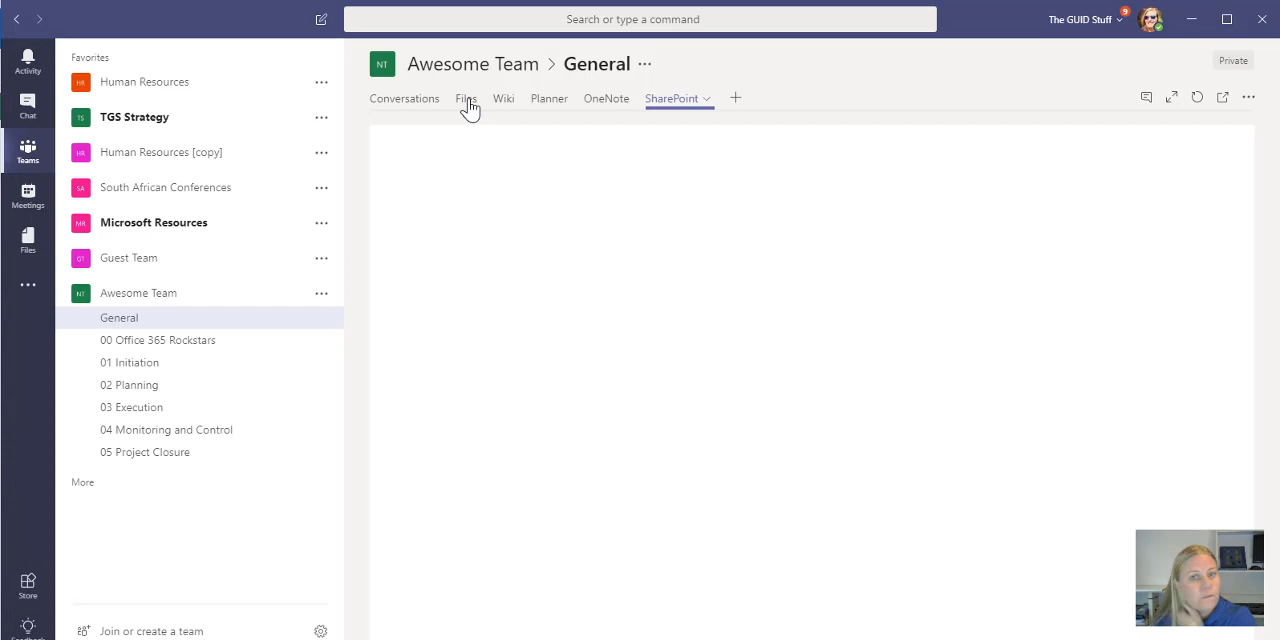 Search or type a command
The GUID Stuff
9
Activity
Chat
Teams
Meetings
Files
Store
Favorites
HR Human Resources
TS TGS Strategy
HR Human Resources [copy]
SA South African Conferences
MR Microsoft Resources
GT Guest Team
NT Awesome Team
General
00 Office 365 Rockstars
01 Initiation
02 Planning
03 Execution
04 Monitoring and Control
05 Project Closure
More
Join or create a team
NT Awesome Team > General
Private
Conversations Files Wiki Planner OneNote SharePoint